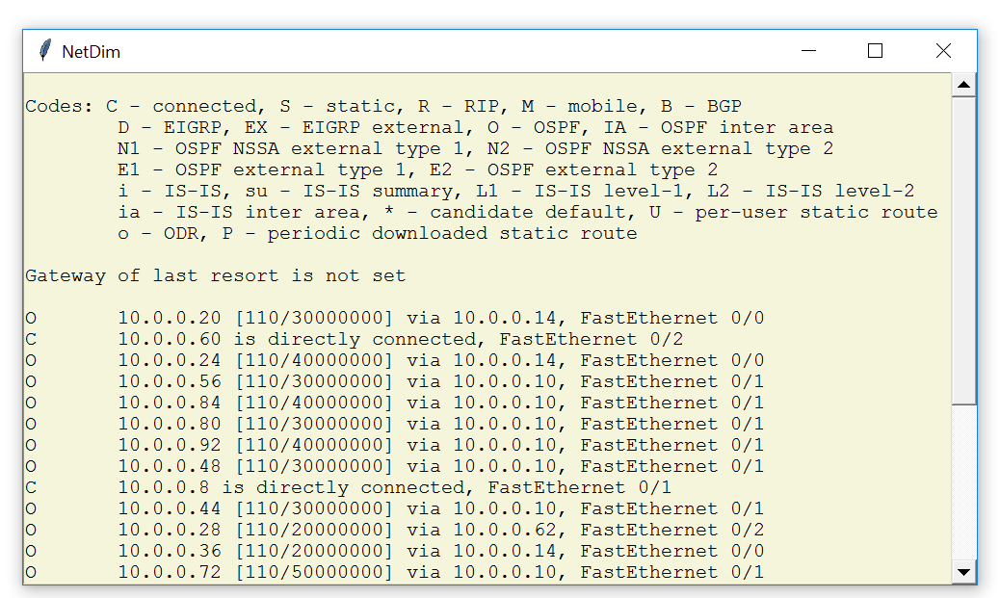 NetDim
Codes: C - connected, S - static, R - RIP, M - mobile, B - BGP
D - EIGRP, EX - EIGRP external, O - OSPF, IA - OSPF inter area
N1 - OSPF NSSA external type 1, N2 - OSPF NSSA external type 2
E1 - OSPF external type 1, E2 - OSPF external type 2
i - IS-IS, su - IS-IS summary, L1 - IS-IS level-1, L2 - IS-IS level-2
ia - IS-IS inter area, * - candidate default, U - per-user static route
o - ODR, P - periodic downloaded static route
Gateway of last resort is not set
O 10.0.0.20 [110/30000000] via 10.0.0.14, FastEthernet 0/0
C 10.0.0.60 is directly connected, FastEthernet 0/2
O 10.0.0.24 [110/40000000] via 10.0.0.14, FastEthernet 0/0
O 10.0.0.56 [110/30000000] via 10.0.0.10, FastEthernet 0/1
O 10.0.0.84 [110/40000000] via 10.0.0.10, FastEthernet 0/1
O 10.0.0.80 [110/30000000] via 10.0.0.10, FastEthernet 0/1
O 10.0.0.92 [110/40000000] via 10.0.0.10, FastEthernet 0/1
O 10.0.0.48 [110/30000000] via 10.0.0.10, FastEthernet 0/1
C 10.0.0.8 is directly connected, FastEthernet 0/1
O 10.0.0.44 [110/30000000] via 10.0.0.10, FastEthernet 0/1
O 10.0.0.28 [110/20000000] via 10.0.0.62, FastEthernet 0/2
O 10.0.0.36 [110/20000000] via 10.0.0.14, FastEthernet 0/0
O 10.0.0.72 [110/50000000] via 10.0.0.10, FastEthernet 0/1